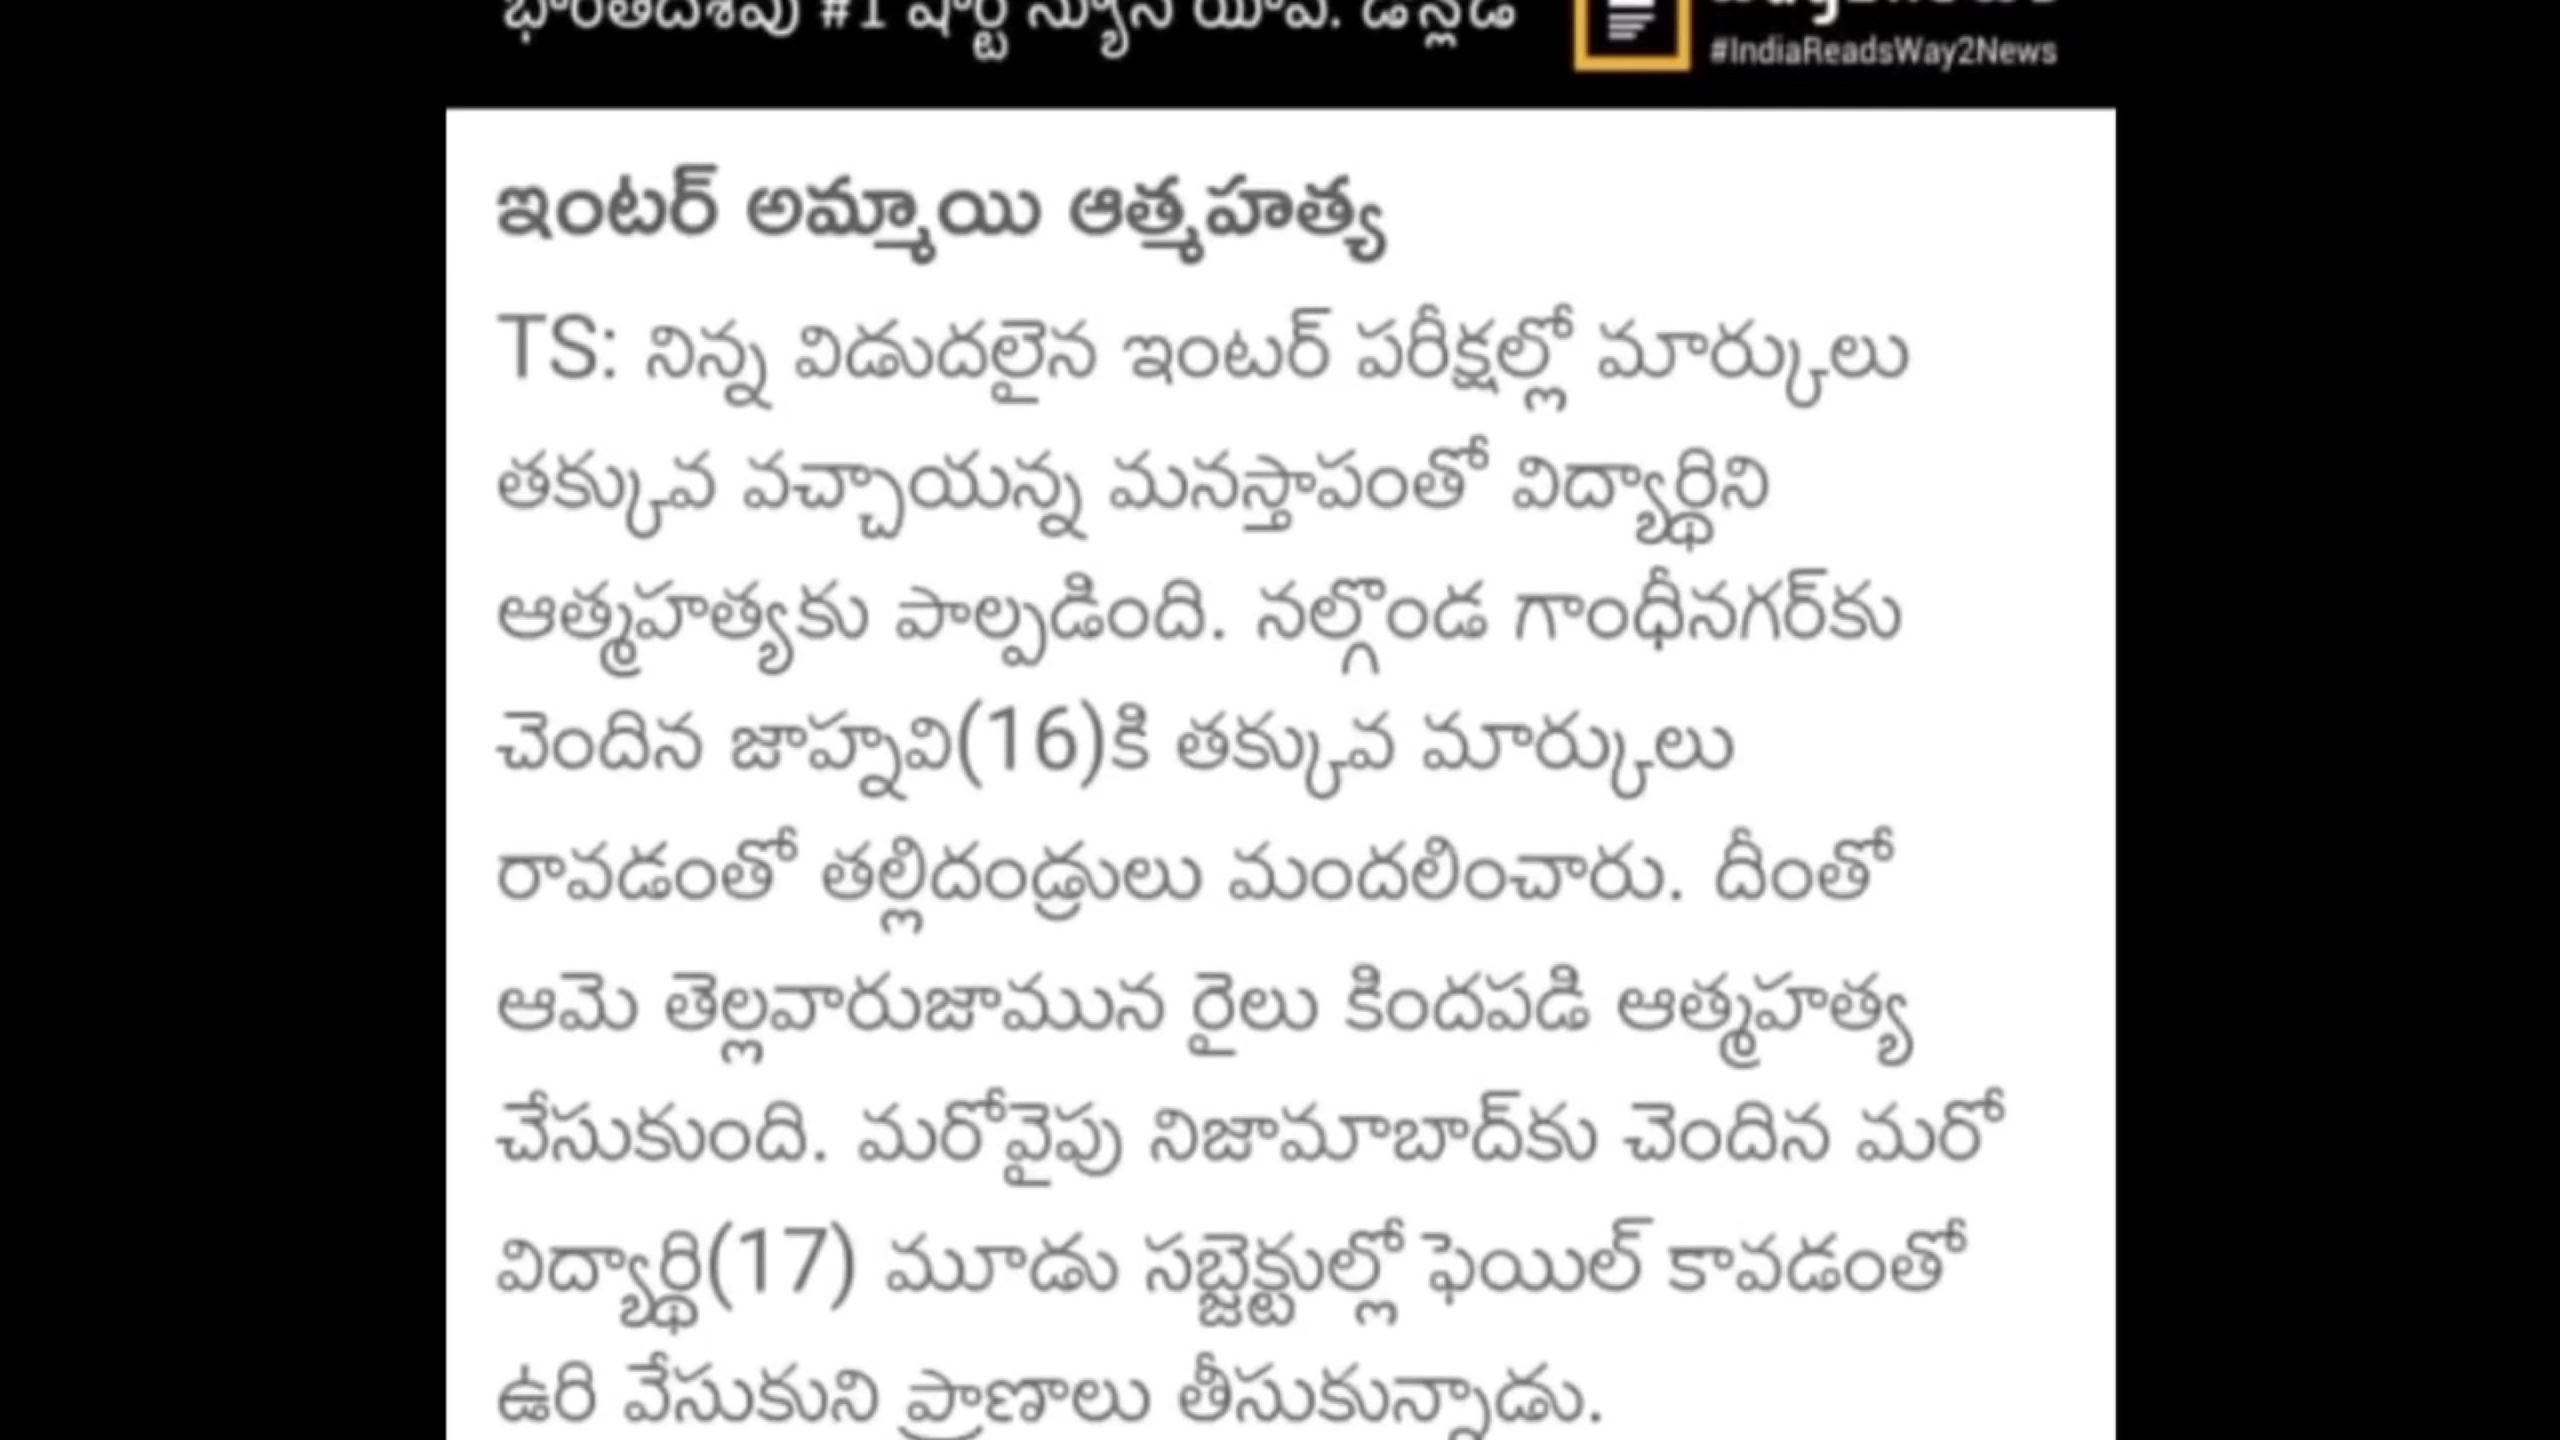 #1 షార్ట్ న్యూస్ యాప్.
#IndiaReadsWay2News
ఇంటర్ అమ్మాయి ఆత్మహత్య
TS: నిన్న విడుదలైన ఇంటర్ పరీక్షల్లో మార్కులు
తక్కువ వచ్చాయన్న మనస్తాపంతో విద్యార్థిని
ఆత్మహత్యకు పాల్పడింది. నల్గొండ గాంధీనగర్‌కు
చెందిన జాహ్నవి(16)కి తక్కువ మార్కులు
రావడంతో తల్లిదండ్రులు మందలించారు. దీంతో
ఆమె తెల్లవారుజామున రైలు కిందపడి ఆత్మహత్య
చేసుకుంది. మరోవైపు నిజామాబాద్‌కు చెందిన మరో
విద్యార్థి(17) మూడు సబ్జెక్టుల్లో ఫెయిల్ కావడంతో
ఉరి వేసుకుని ప్రాణాలు తీసుకున్నాడు.